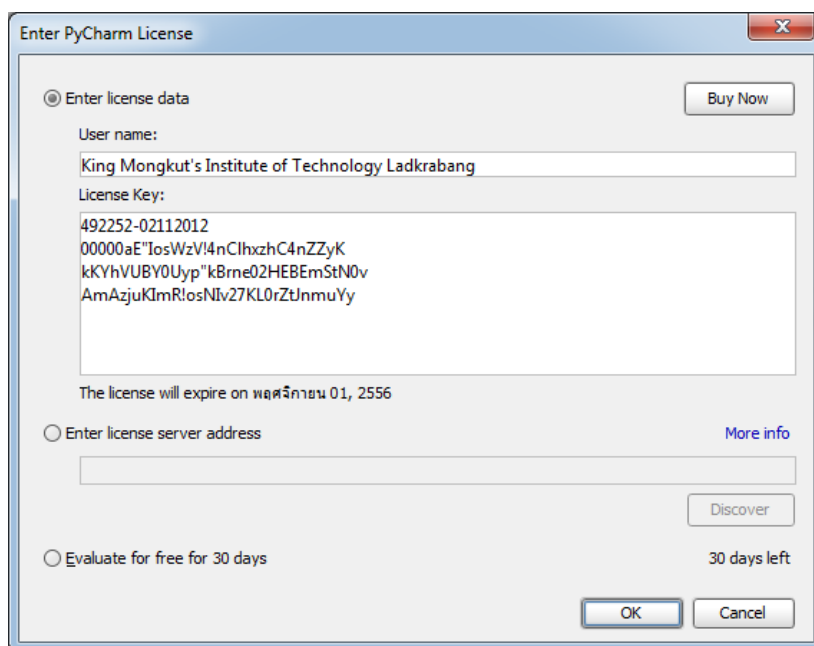 Enter PyCharm License
Enter license data
Buy Now
User name:
King Mongkut's Institute of Technology Ladkrabang
License Key:
492252-02112012
00000aE"IosWzV!4nClhxzhC4nZZyK
kKYhVUBY0Uyp"kBrne02HEBEmStN0v
AmAzjuKImR!osNIv27KL0rZtJnmuYy
The license will expire on พฤศจิกายน 01, 2556
Enter license server address
More info
Discover
Evaluate for free for 30 days
30 days left
OK
Cancel